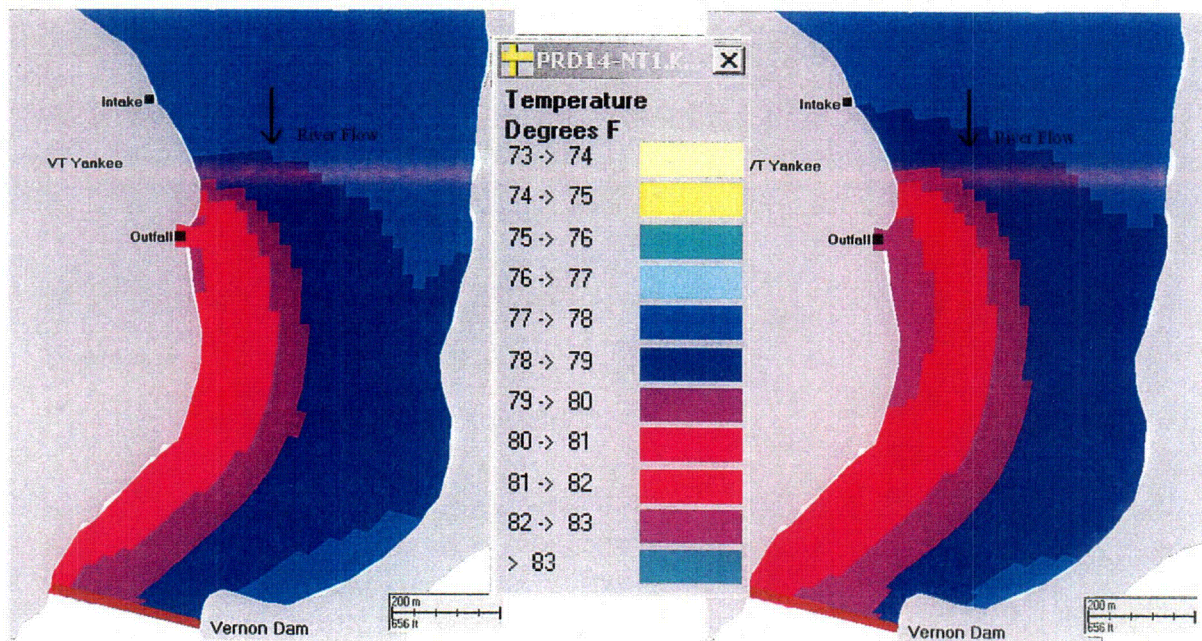 Intake
River Flow
VT Yankee
Outfall
200 m
656 ft
Vernon Dam
PRD14-NT1.K...
Temperature
Degrees F
73 -> 74
74 -> 75
75 -> 76
76 -> 77
77 -> 78
78 -> 79
79 -> 80
80 -> 81
81 -> 82
82 -> 83
> 83
Intake
River Flow
/T Yankee
Outfall
200 m
656 ft
Vernon Dam